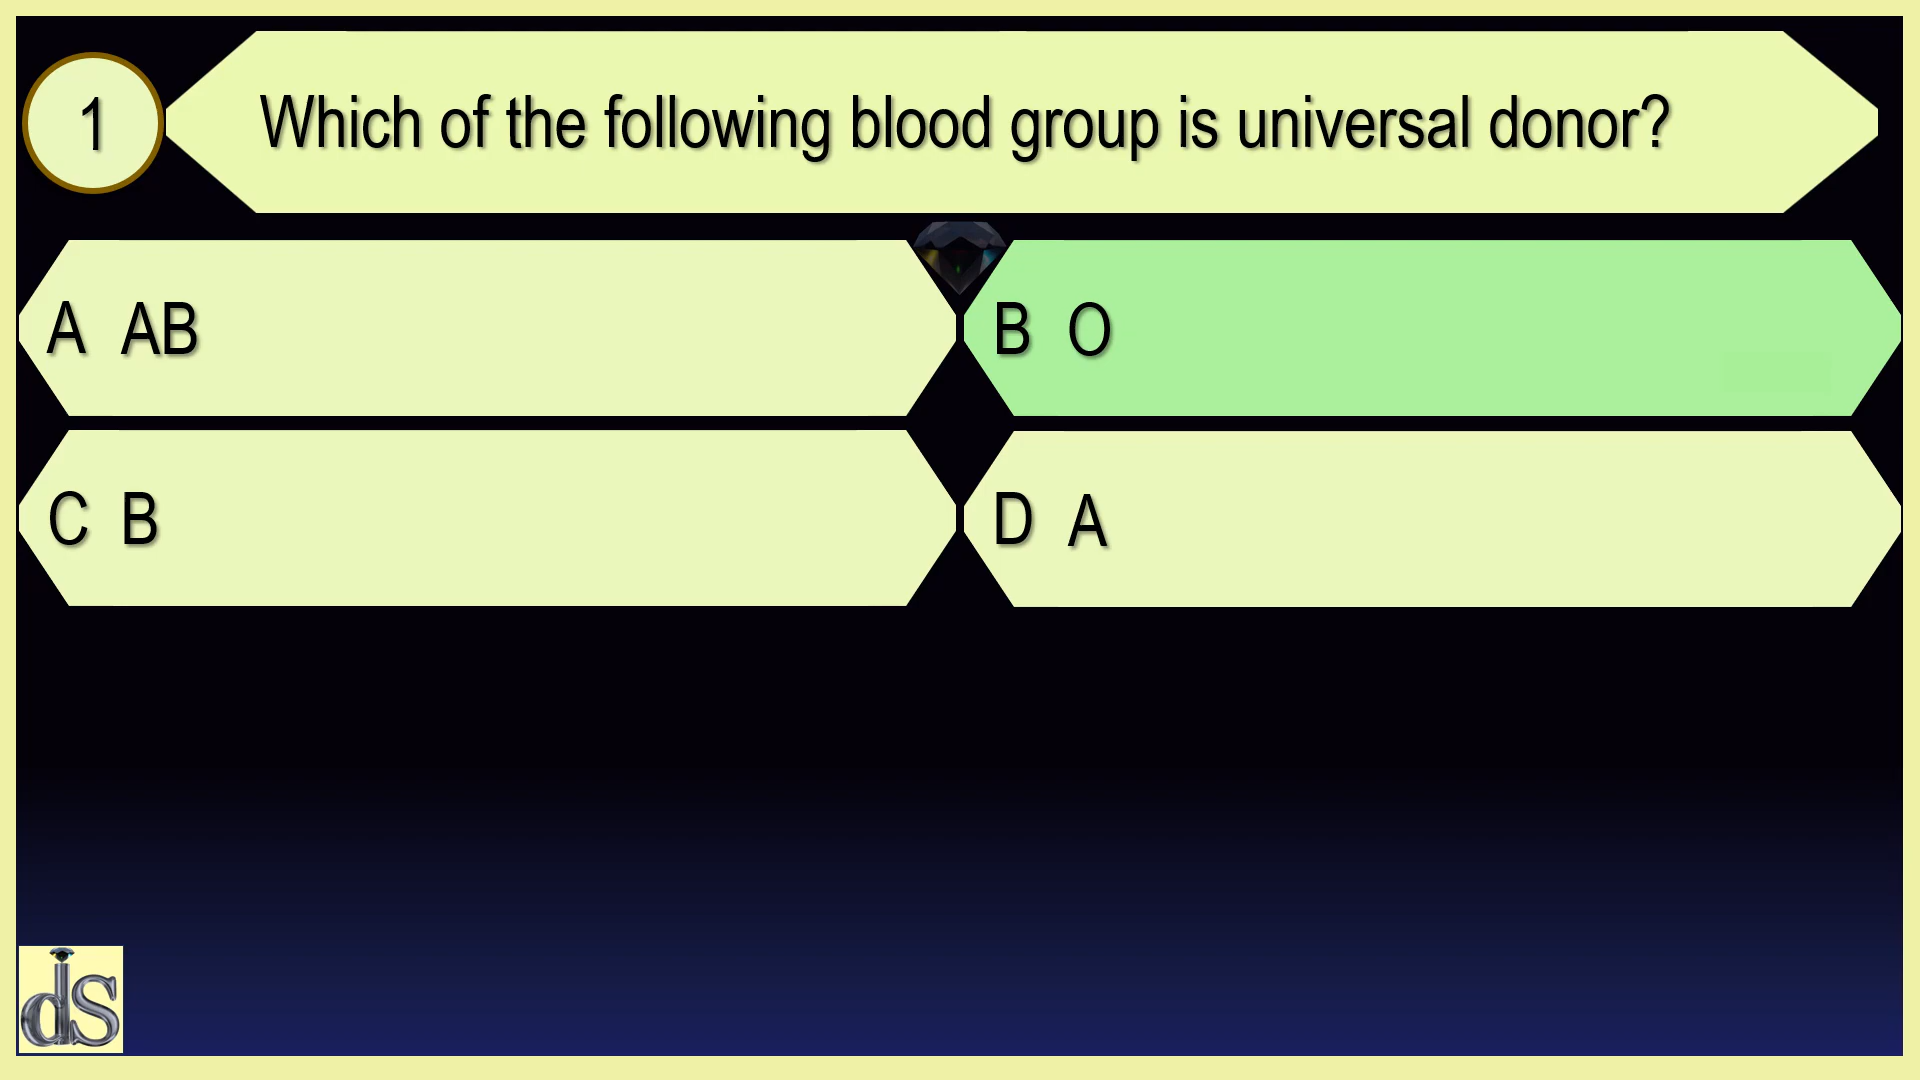 1
Which of the following blood group is universal donor?
A AB
B O
C B
D A
ds